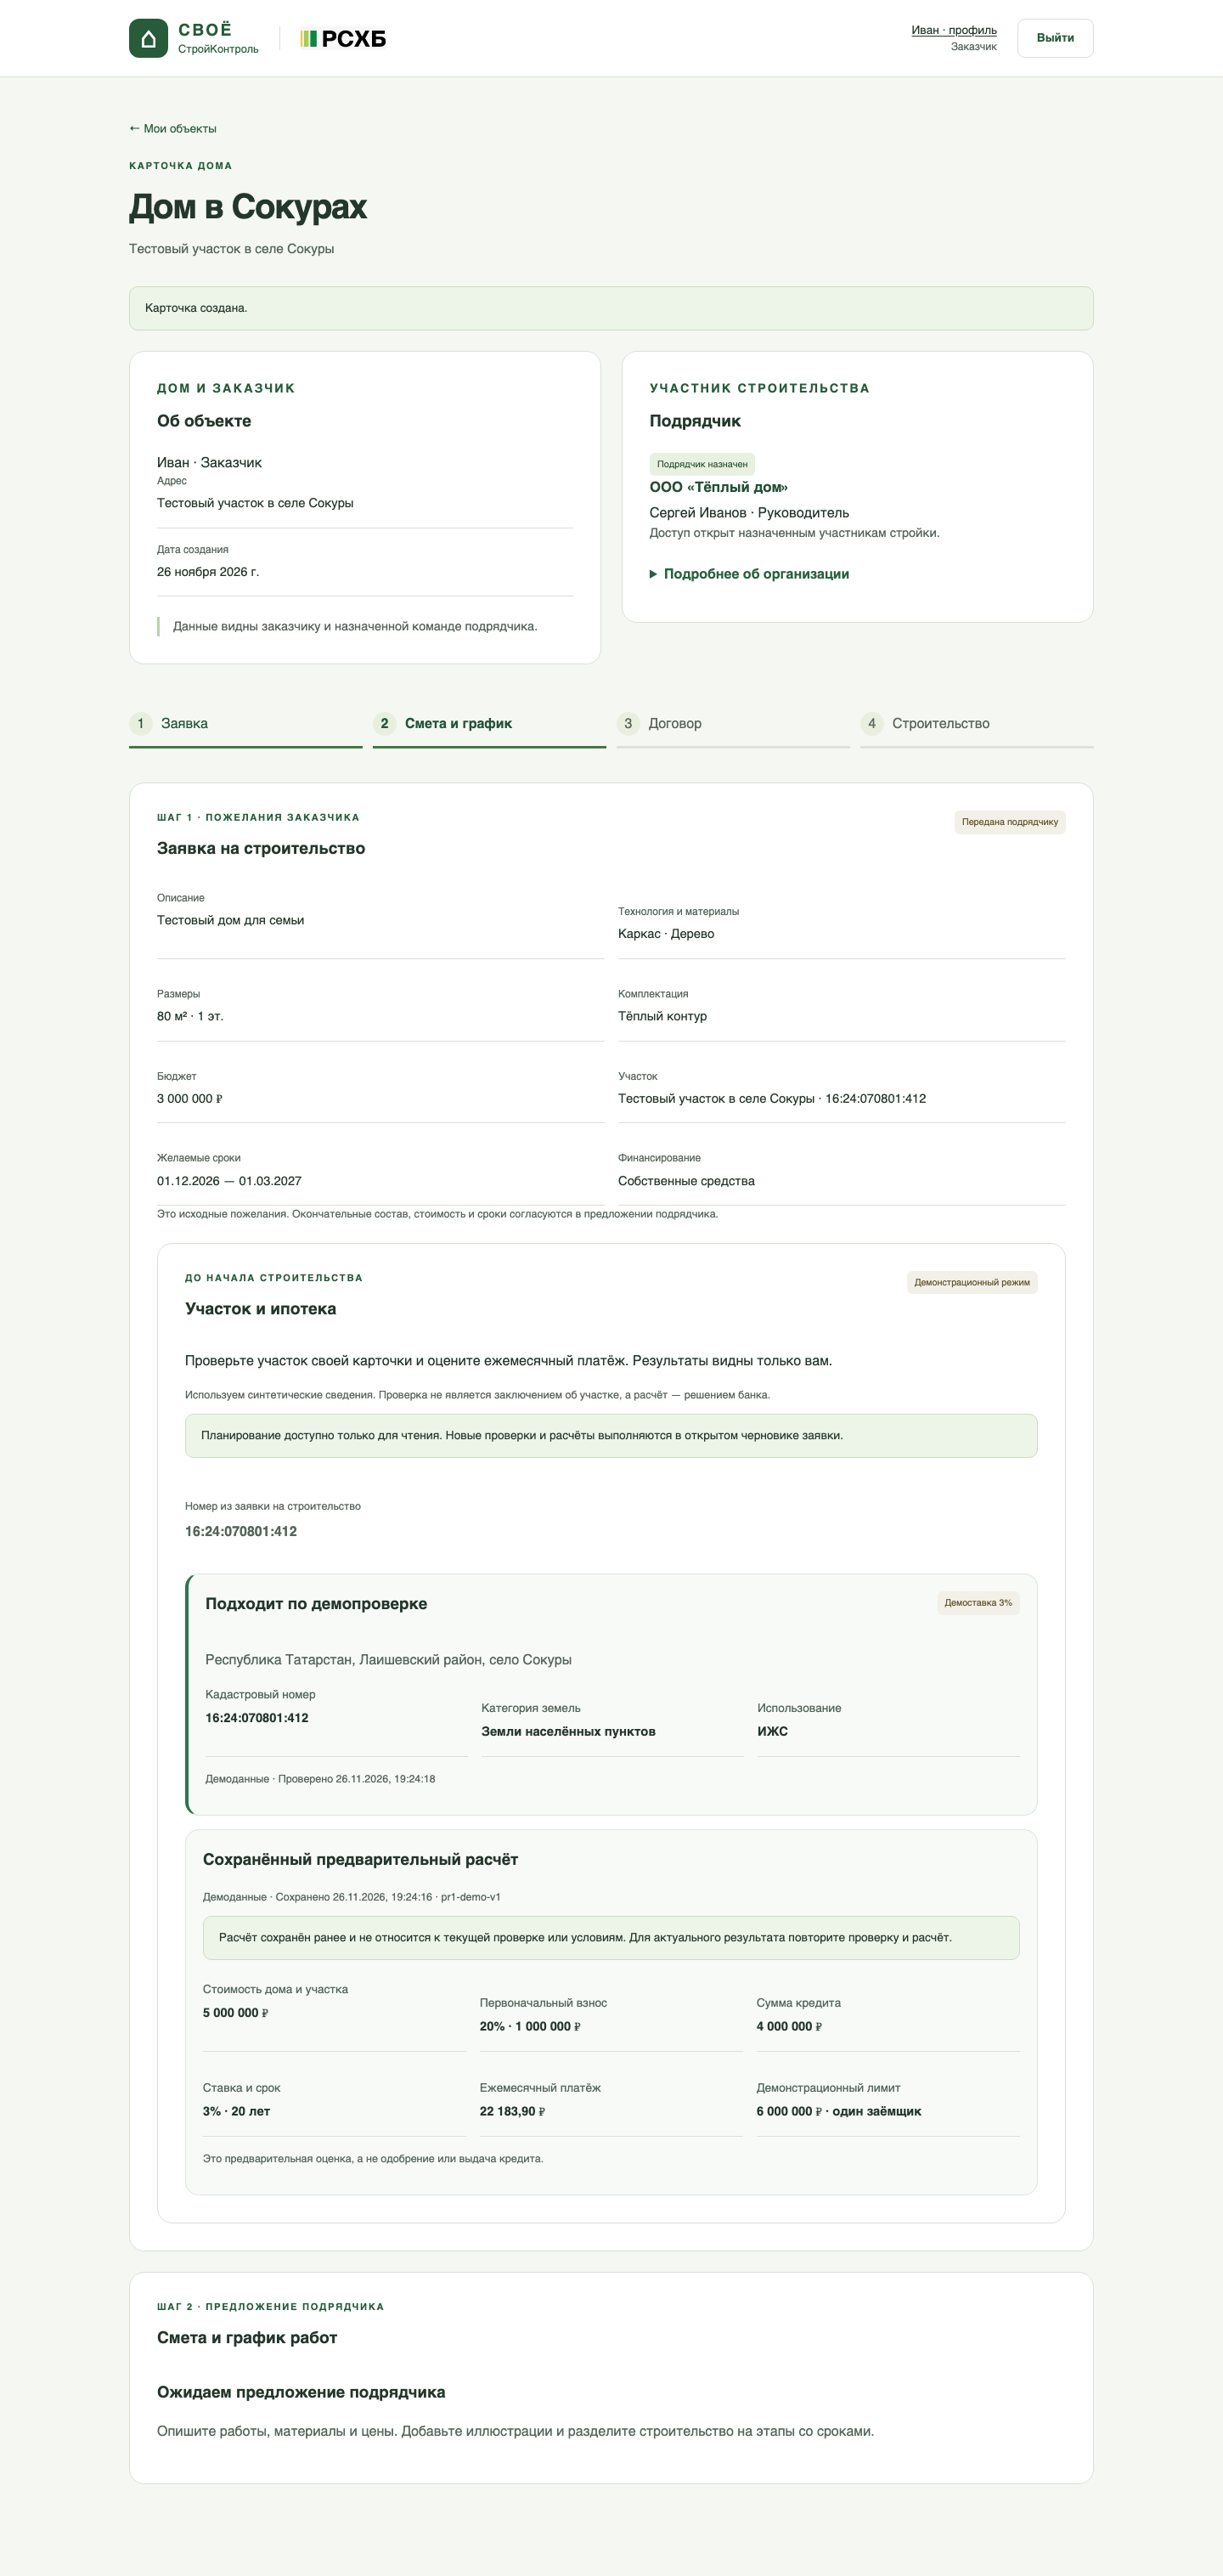 СВОЁ
СтройКонтроль
РСХБ
Иван · профиль
Заказчик
Выйти
← Мои объекты
КАРТОЧКА ДОМА
Дом в Сокурах
Тестовый участок в селе Сокуры
Карточка создана.
ДОМ И ЗАКАЗЧИК
Об объекте
Иван · Заказчик
Адрес
Тестовый участок в селе Сокуры
Дата создания
26 ноября 2026 г.
Данные видны заказчику и назначенной команде подрядчика.
УЧАСТНИК СТРОИТЕЛЬСТВА
Подрядчик
Подрядчик назначен
ООО «Тёплый дом»
Сергей Иванов · Руководитель
Доступ открыт назначенным участникам стройки.
▶ Подробнее об организации
1 Заявка
2 Смета и график
3 Договор
4 Строительство
ШАГ 1 · ПОЖЕЛАНИЯ ЗАКАЗЧИКА
Передана подрядчику
Заявка на строительство
Описание
Тестовый дом для семьи
Технология и материалы
Каркас · Дерево
Размеры
80 м² · 1 эт.
Комплектация
Тёплый контур
Бюджет
3 000 000 ₽
Участок
Тестовый участок в селе Сокуры · 16:24:070801:412
Желаемые сроки
01.12.2026 — 01.03.2027
Финансирование
Собственные средства
Это исходные пожелания. Окончательные состав, стоимость и сроки согласуются в предложении подрядчика.
ДО НАЧАЛА СТРОИТЕЛЬСТВА
Демонстрационный режим
Участок и ипотека
Проверьте участок своей карточки и оцените ежемесячный платёж. Результаты видны только вам.
Используем синтетические сведения. Проверка не является заключением об участке, а расчёт — решением банка.
Планирование доступно только для чтения. Новые проверки и расчёты выполняются в открытом черновике заявки.
Номер из заявки на строительство
16:24:070801:412
Подходит по демопроверке
Демоставка 3%
Республика Татарстан, Лаишевский район, село Сокуры
Кадастровый номер
16:24:070801:412
Категория земель
Земли населённых пунктов
Использование
ИЖС
Демоданные · Проверено 26.11.2026, 19:24:18
Сохранённый предварительный расчёт
Демоданные · Сохранено 26.11.2026, 19:24:16 · pr1-demo-v1
Расчёт сохранён ранее и не относится к текущей проверке или условиям. Для актуального результата повторите проверку и расчёт.
Стоимость дома и участка
5 000 000 ₽
Первоначальный взнос
20% · 1 000 000 ₽
Сумма кредита
4 000 000 ₽
Ставка и срок
3% · 20 лет
Ежемесячный платёж
22 183,90 ₽
Демонстрационный лимит
6 000 000 ₽ · один заёмщик
Это предварительная оценка, а не одобрение или выдача кредита.
ШАГ 2 · ПРЕДЛОЖЕНИЕ ПОДРЯДЧИКА
Смета и график работ
Ожидаем предложение подрядчика
Опишите работы, материалы и цены. Добавьте иллюстрации и разделите строительство на этапы со сроками.